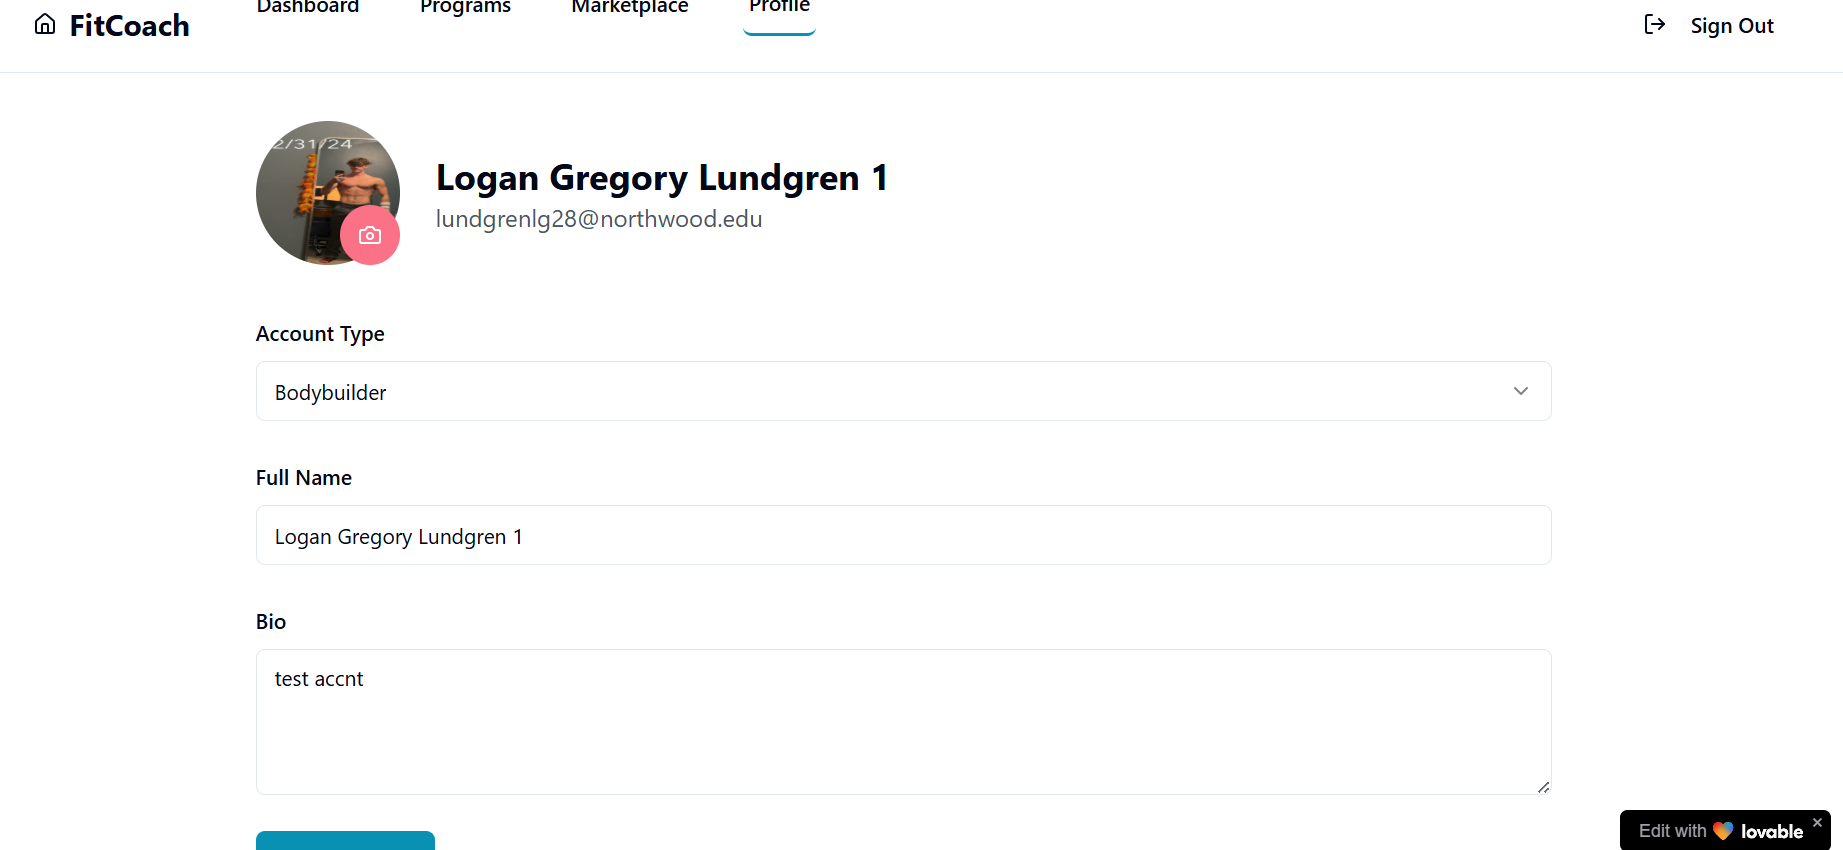 FitCoach
Dashboard
Programs
Marketplace
Profile
Sign Out
2/31/24
Logan Gregory Lundgren 1
lundgrenlg28@northwood.edu
Account Type
Bodybuilder
Full Name
Logan Gregory Lundgren 1
Bio
test accnt
Edit with lovable